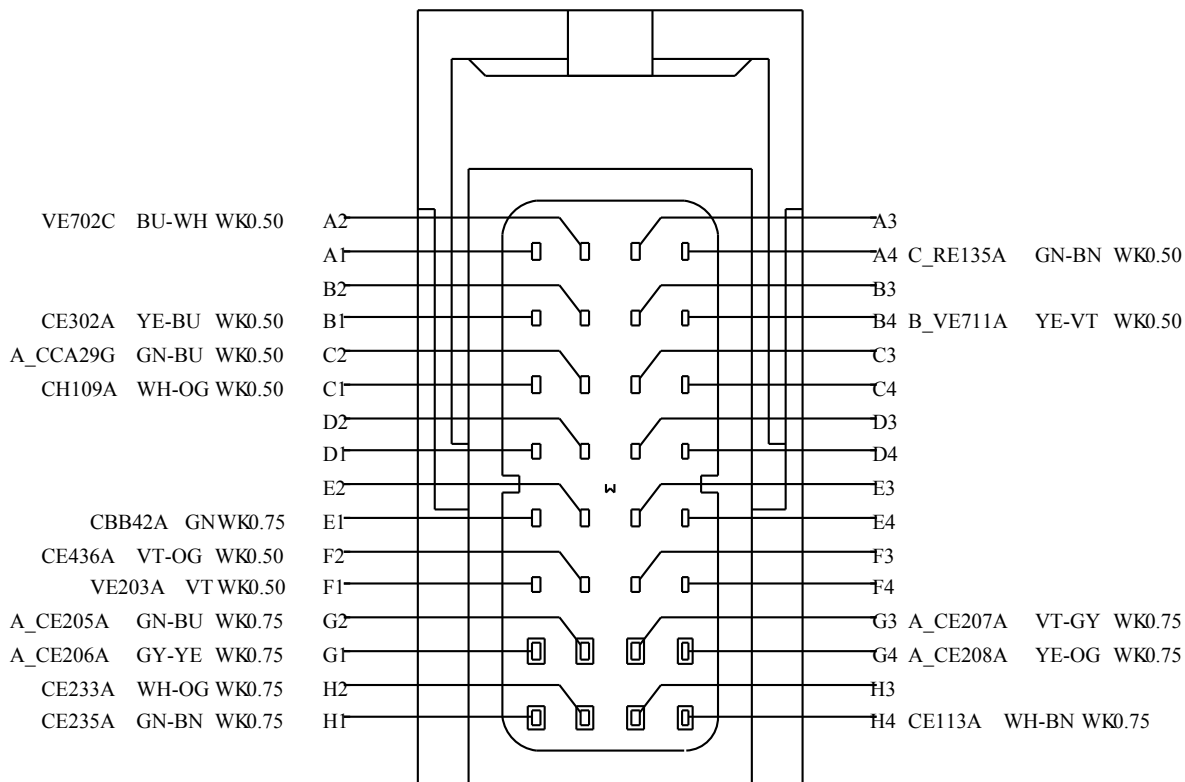 VE702C BU-WH WK0.50 A2 A3
A1 A4 C_RE135A GN-BN WK0.50
B2 B3
CE302A YE-BU WK0.50 B1 B4 B_VE711A YE-VT WK0.50
A_CCA29G GN-BU WK0.50 C2 C3
CH109A WH-OG WK0.50 C1 C4
D2 D3
D1 D4
E2 E3
CBB42A GN WK0.75 E1 E4
CE436A VT-OG WK0.50 F2 F3
VE203A VT WK0.50 F1 F4
A_CE205A GN-BU WK0.75 G2 G3 A_CE207A VT-GY WK0.75
A_CE206A GY-YE WK0.75 G1 G4 A_CE208A YE-OG WK0.75
CE233A WH-OG WK0.75 H2 H3
CE235A GN-BN WK0.75 H1 H4 CE113A WH-BN WK0.75